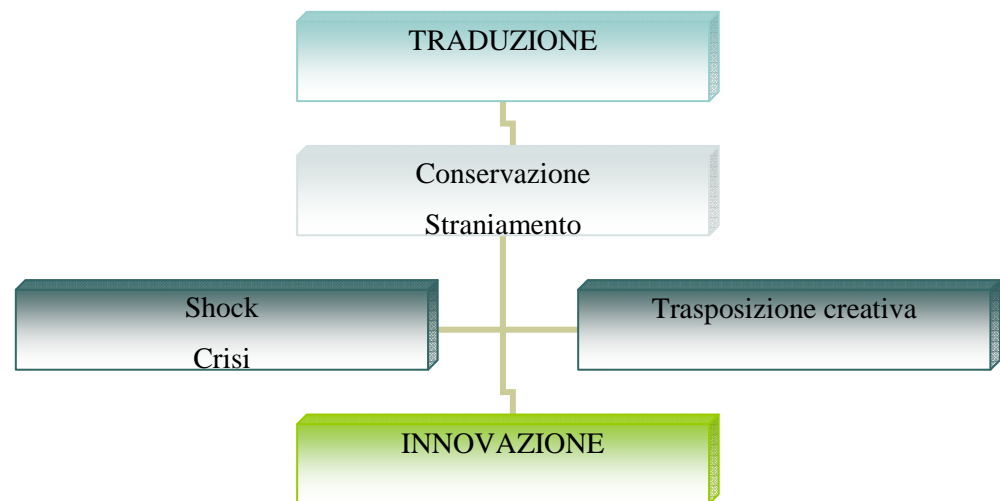 TRADUZIONE
Conservazione
Straniamento
Shock
Crisi
Trasposizione creativa
INNOVAZIONE